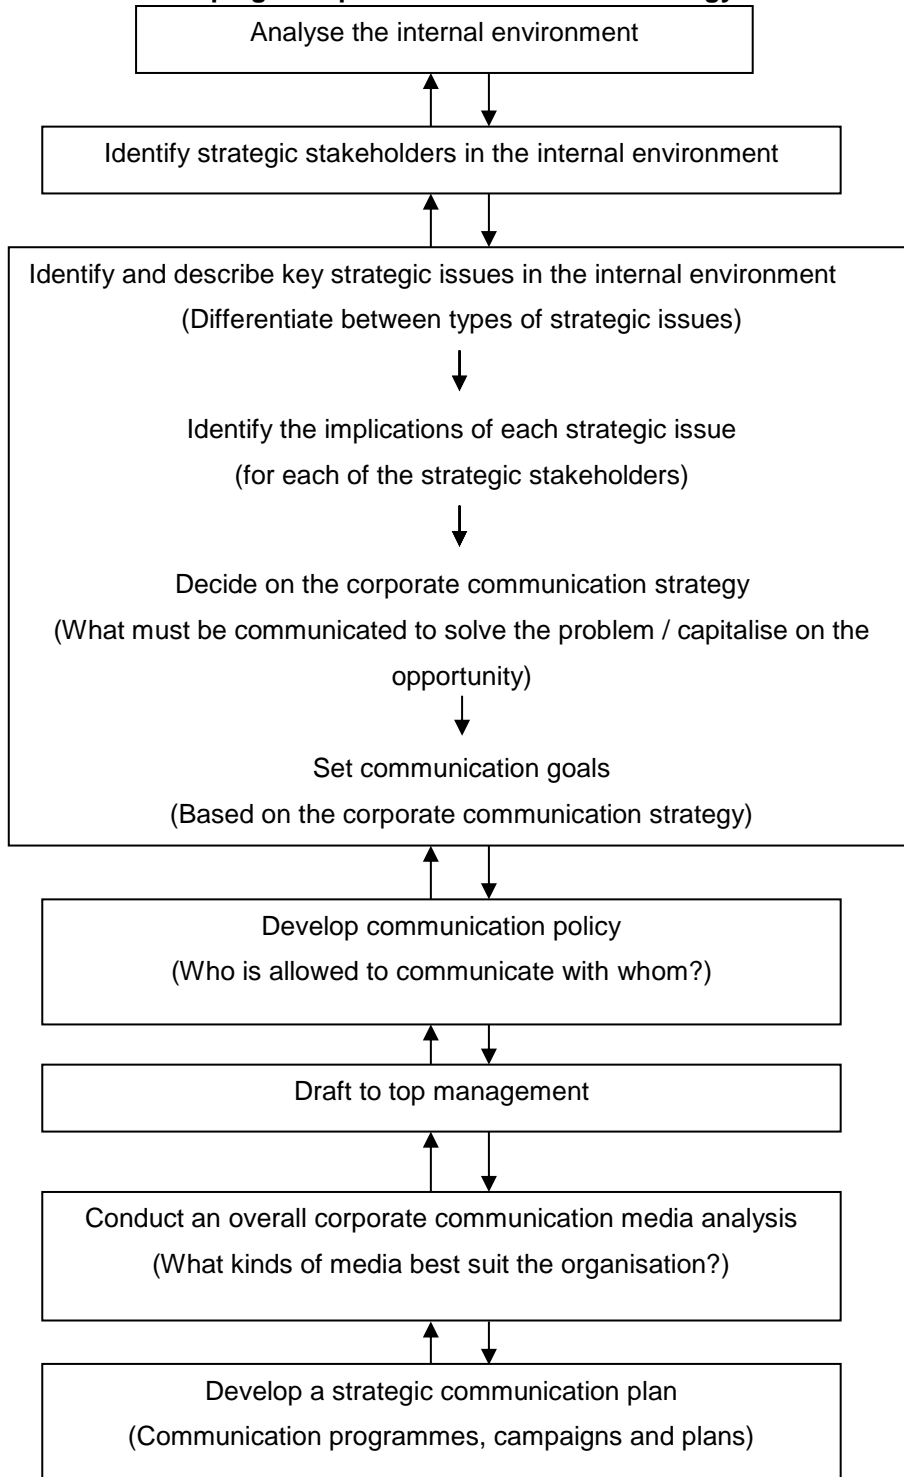 Analyse the internal environment
Identify strategic stakeholders in the internal environment
Identify and describe key strategic issues in the internal environment
(Differentiate between types of strategic issues)
Identify the implications of each strategic issue
(for each of the strategic stakeholders)
Decide on the corporate communication strategy
(What must be communicated to solve the problem / capitalise on the
opportunity)
Set communication goals
(Based on the corporate communication strategy)
Develop communication policy
(Who is allowed to communicate with whom?)
Draft to top management
Conduct an overall corporate communication media analysis
(What kinds of media best suit the organisation?)
Develop a strategic communication plan
(Communication programmes, campaigns and plans)